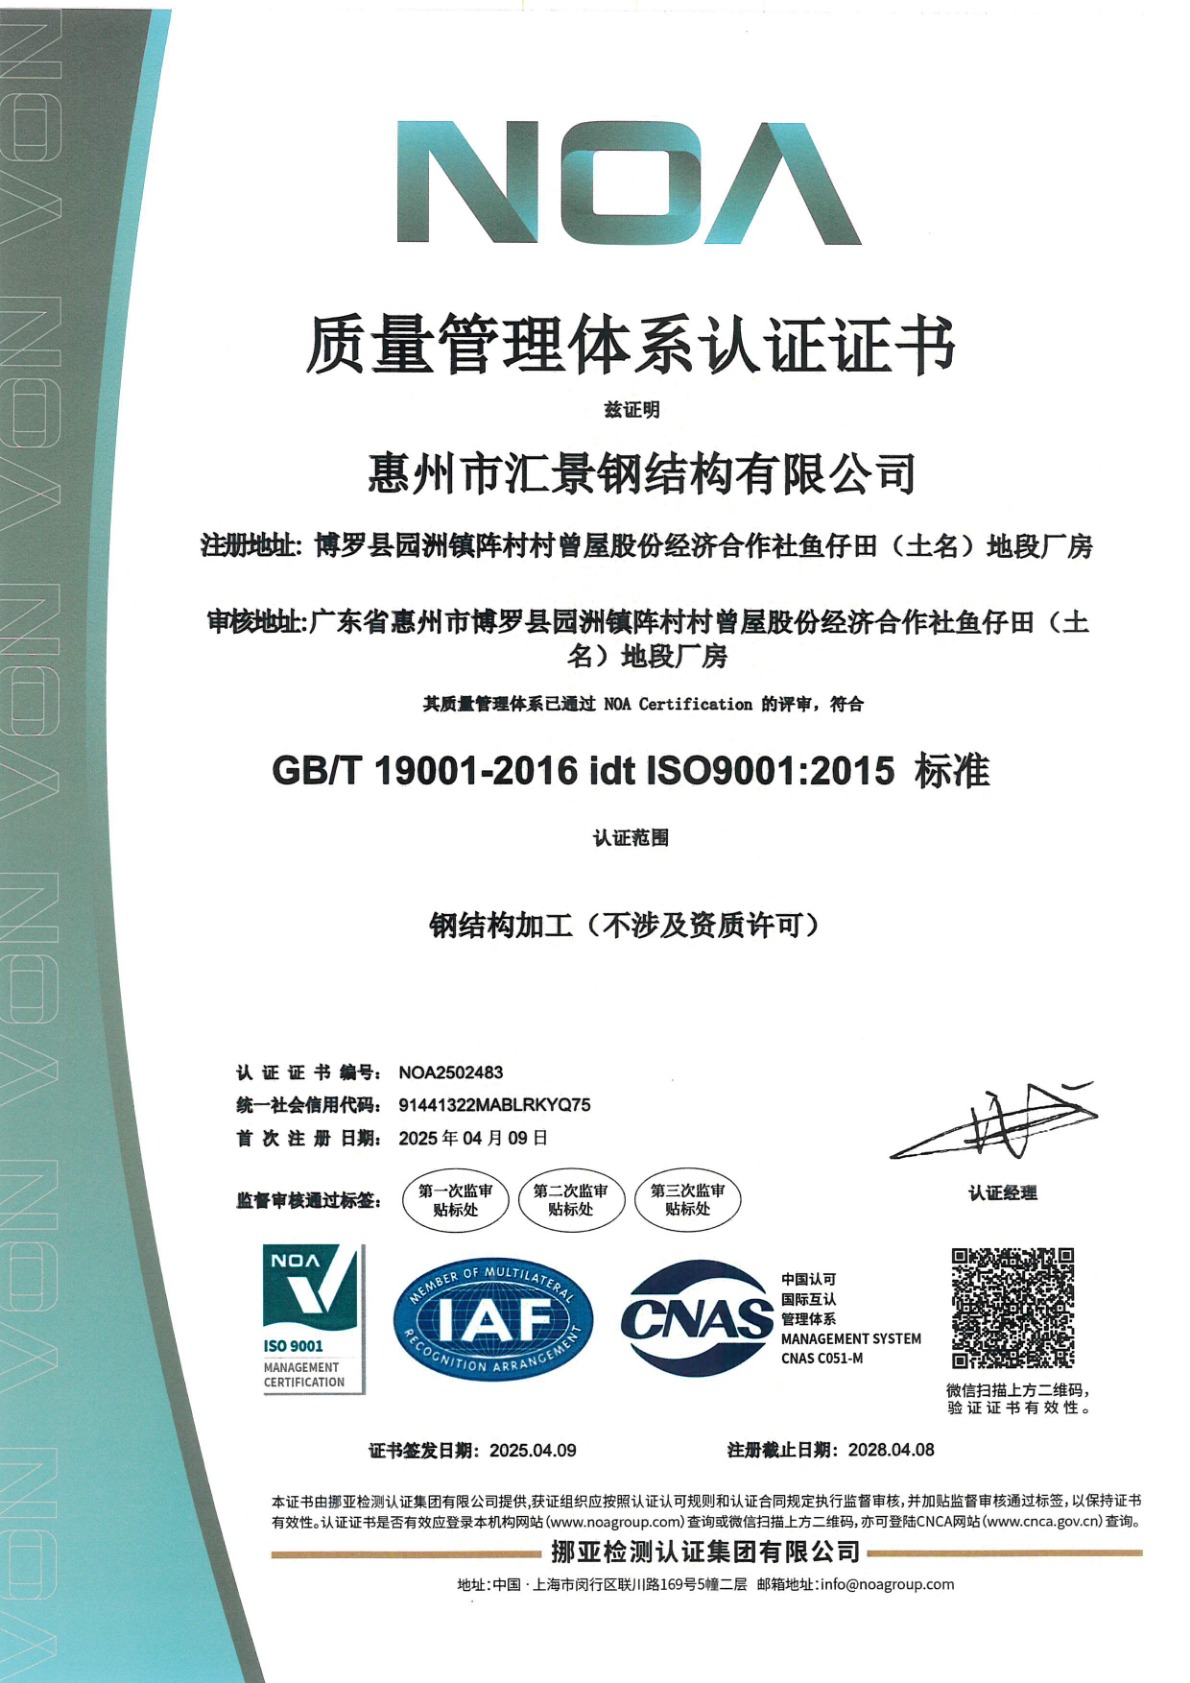 NOA
质量管理体系认证证书
兹证明
惠州市汇景钢结构有限公司
注册地址: 博罗县园洲镇阵村村曾屋股份经济合作社鱼仔田（土名）地段厂房
审核地址:广东省惠州市博罗县园洲镇阵村村曾屋股份经济合作社鱼仔田（土
名）地段厂房
其质量管理体系已通过 NOA Certification 的评审，符合
GB/T 19001-2016 idt ISO9001:2015 标准
认证范围
钢结构加工（不涉及资质许可）
认证证书编号： NOA2502483
统一社会信用代码： 91441322MABLRKYQ75
首次注册日期： 2025 年 04 月 09 日
监督审核通过标签：
第一次监审
贴标处
第二次监审
贴标处
第三次监审
贴标处
认证经理
NOA
ISO 9001
MANAGEMENT
CERTIFICATION
MEMBER OF MULTILATERAL
IAF
RECOGNITION ARRANGEMENT
CNAS
中国认可
国际互认
管理体系
MANAGEMENT SYSTEM
CNAS C051-M
微信扫描上方二维码，
验证证书有效性。
证书签发日期： 2025.04.09
注册截止日期： 2028.04.08
本证书由挪亚检测认证集团有限公司提供,获证组织应按照认证认可规则和认证合同规定执行监督审核,并加贴监督审核通过标签,以保持证书
有效性。认证证书是否有效应登录本机构网站(www.noagroup.com)查询或微信扫描上方二维码,亦可登陆CNCA网站(www.cnca.gov.cn)查询。
挪亚检测认证集团有限公司
地址:中国·上海市闵行区联川路169号5幢二层 邮箱地址:info@noagroup.com